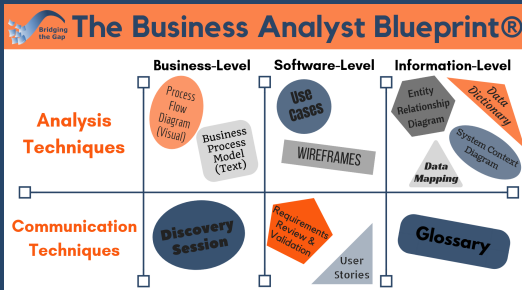 Bridging
the Gap
The Business Analyst Blueprint®
Business-Level
Software-Level
Information-Level
Analysis
Techniques
Process
Flow
Diagram
(Visual)
Business
Process
Model
(Text)
Use
Cases
WIREFRAMES
Entity
Relationship
Diagram
Data
Dictionary
System Context
Diagram
Data
Mapping
Communication
Techniques
Discovery
Session
Requirements
Review &
Validation
User
Stories
Glossary